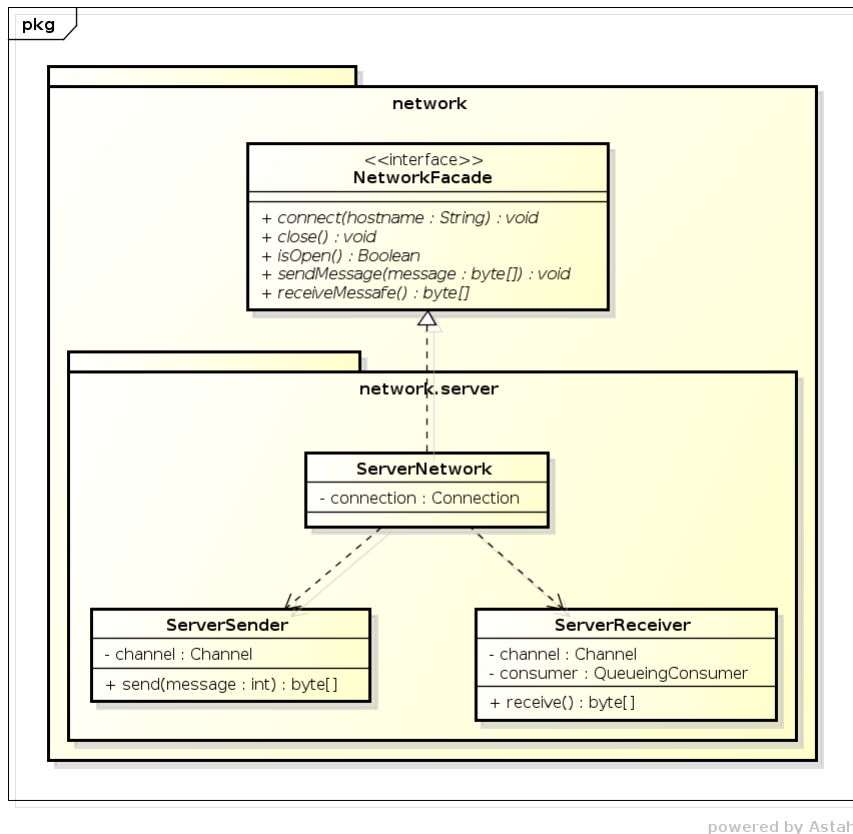 pkg
network
<<interface>>
NetworkFacade
+ connect(hostname : String) : void
+ close() : void
+ isOpen() : Boolean
+ sendMessage(message : byte[]) : void
+ receiveMessafe() : byte[]
network.server
ServerNetwork
- connection : Connection
ServerSender
- channel : Channel
+ send(message : int) : byte[]
ServerReceiver
- channel : Channel
- consumer : QueueingConsumer
+ receive() : byte[]
powered by Astah